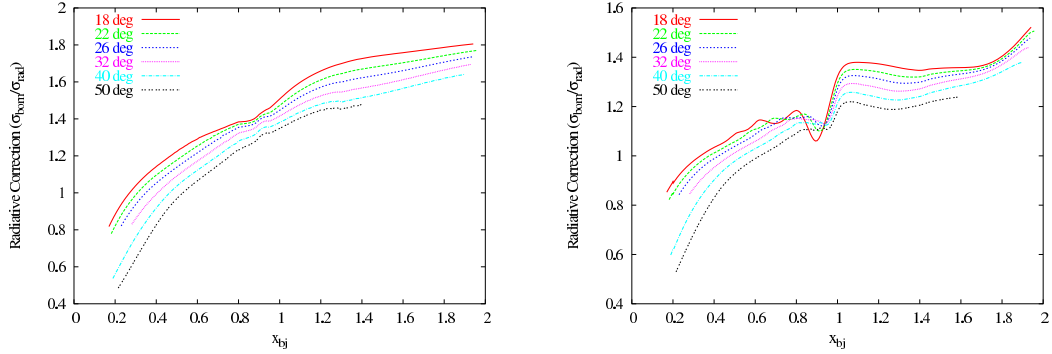 2
1.8
1.6
1.4
1.2
1
0.8
0.6
0.4
0 0.2 0.4 0.6 0.8 1 1.2 1.4 1.6 1.8 2
Radiative Correction (σborn/σrad)
xbj
18 deg
22 deg
26 deg
32 deg
40 deg
50 deg
1.6
1.4
1.2
1
0.8
0.6
0.4
0 0.2 0.4 0.6 0.8 1 1.2 1.4 1.6 1.8 2
Radiative Correction (σborn/σrad)
xbj
18 deg
22 deg
26 deg
32 deg
40 deg
50 deg